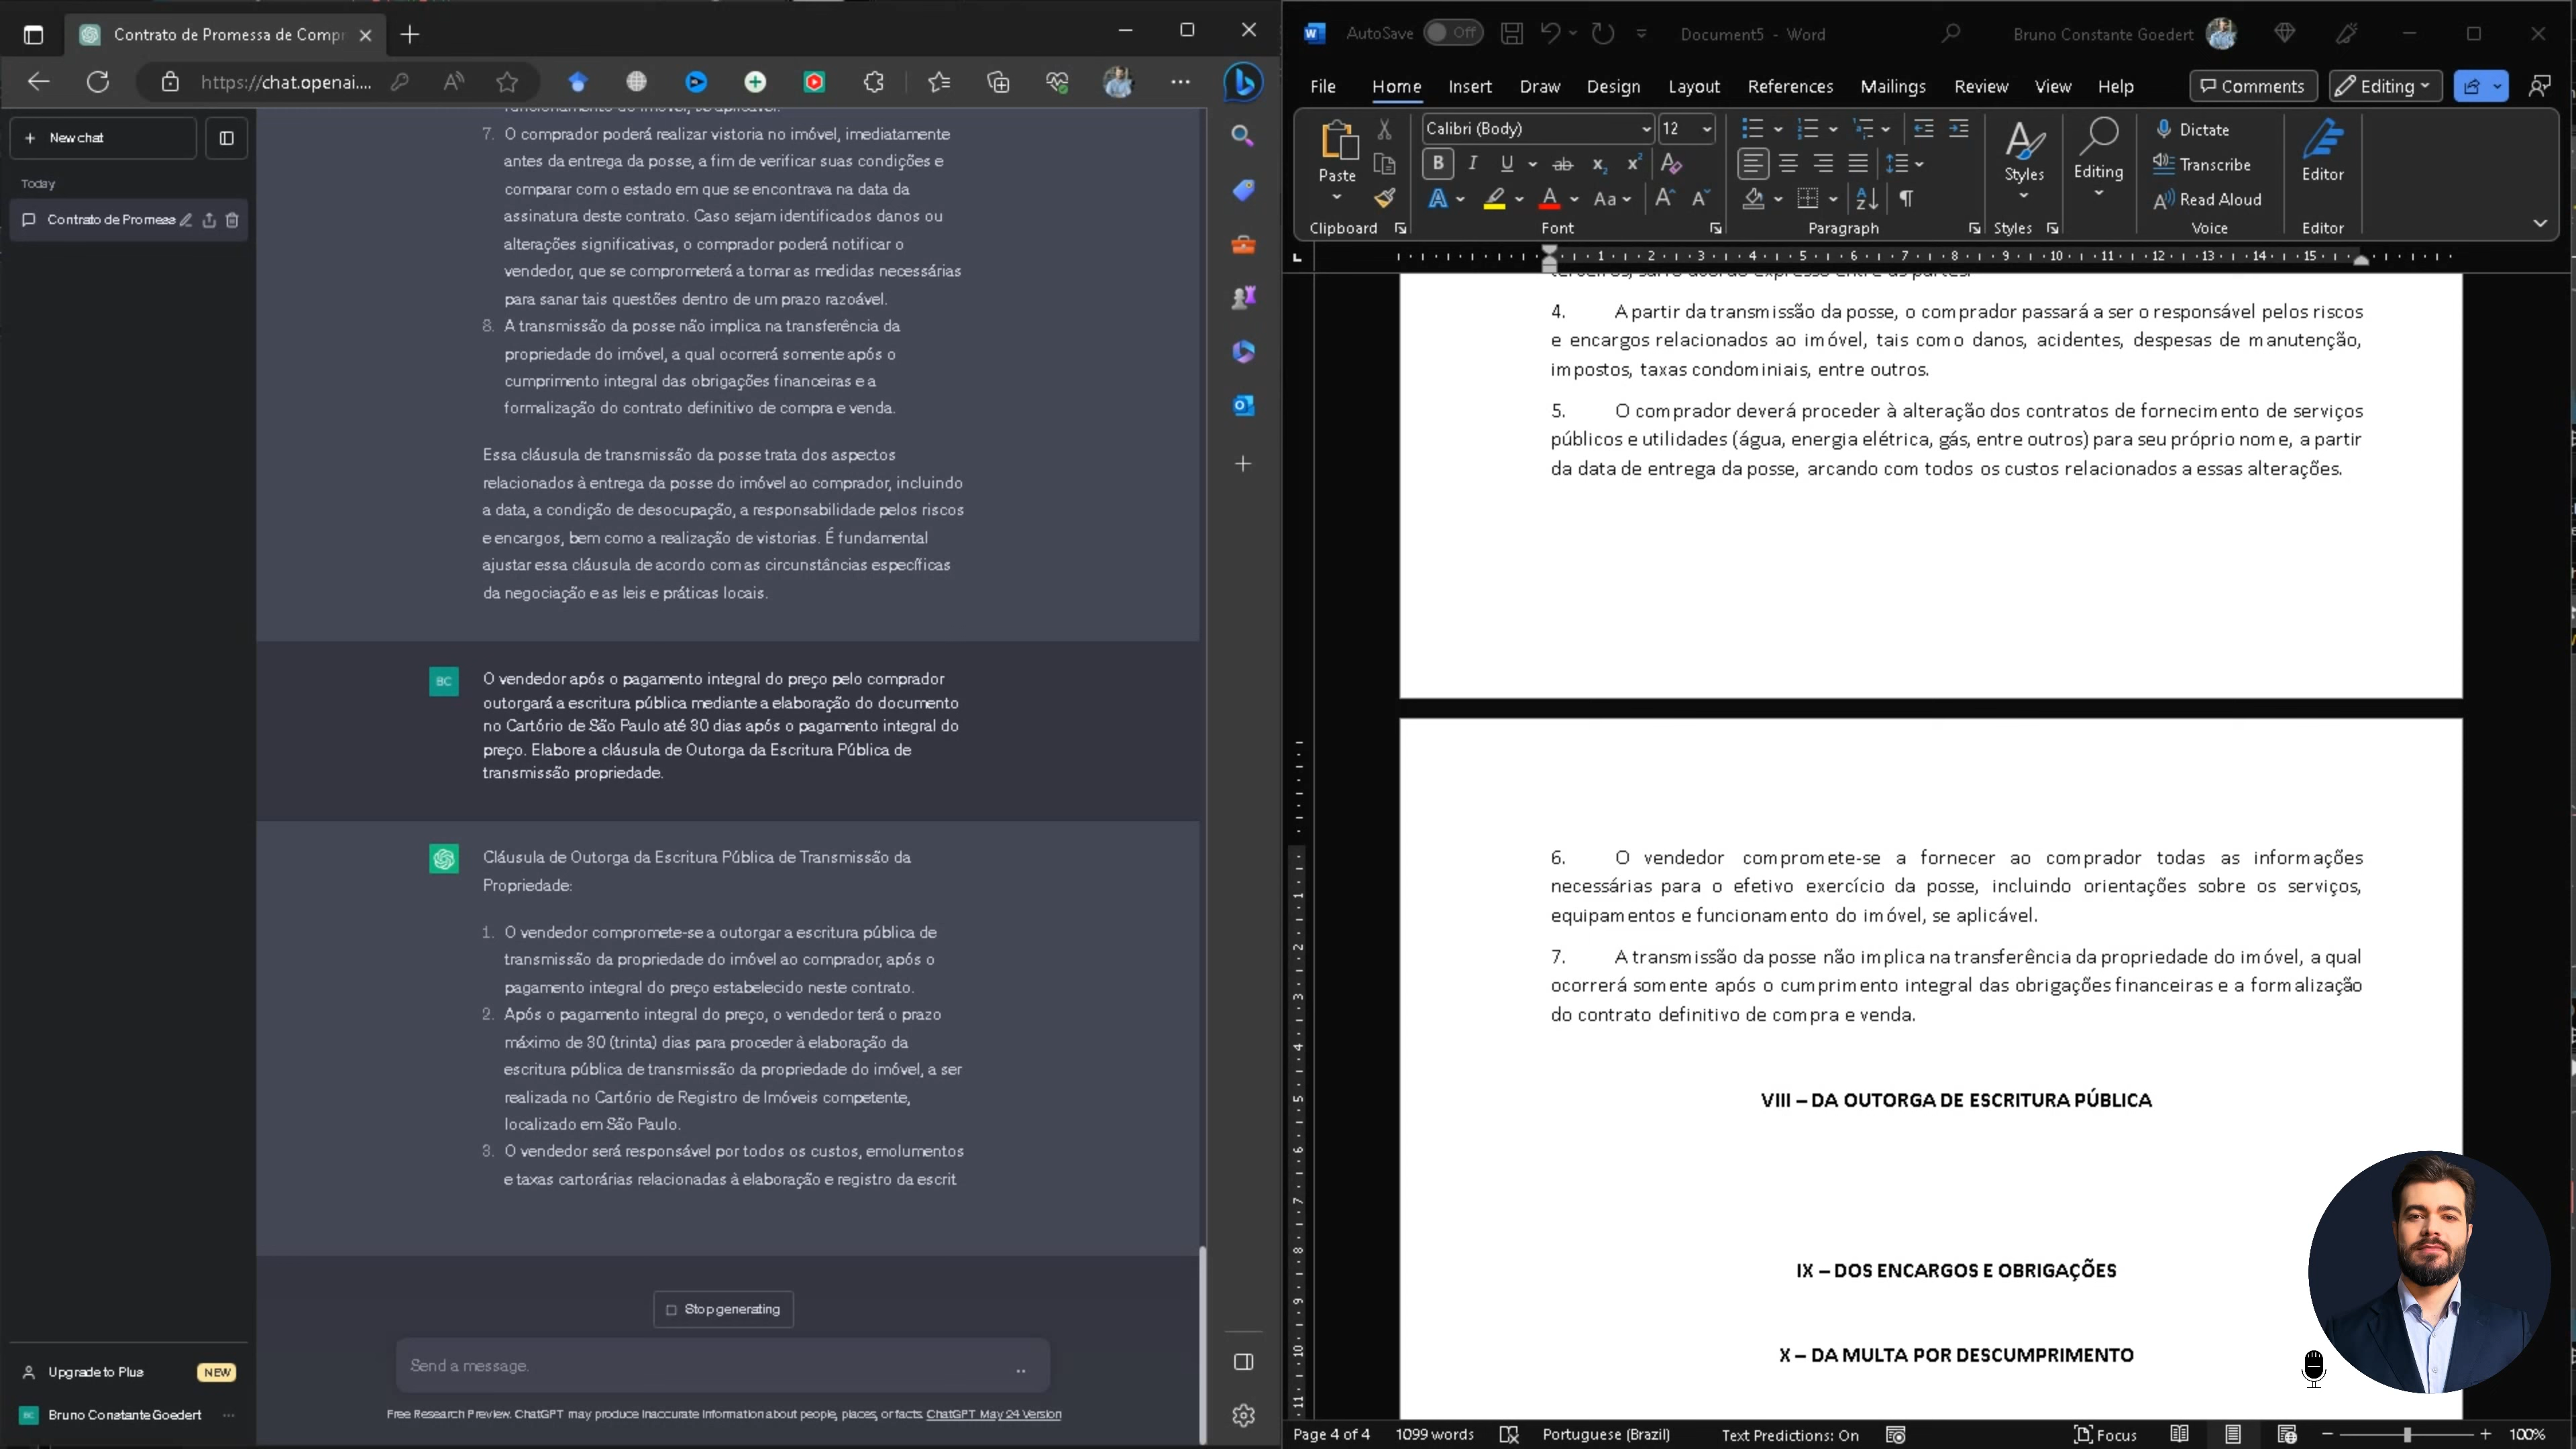 Contrato de Promessa de Compr
https://chat.openai....
New chat
Today
Contrato de Promess
7. O comprador poderá realizar vistoria no imóvel, imediatamente
antes da entrega da posse, a fim de verificar suas condições e
comparar com o estado em que se encontrava na data da
assinatura deste contrato. Caso sejam identificados danos ou
alterações significativas, o comprador poderá notificar o
vendedor, que se comprometerá a tomar as medidas necessárias
para sanar tais questões dentro de um prazo razoável.
8. A transmissão da posse não implica na transferência da
propriedade do imóvel, a qual ocorrerá somente após o
cumprimento integral das obrigações financeiras e a
formalização do contrato definitivo de compra e venda.
Essa cláusula de transmissão da posse trata dos aspectos
relacionados à entrega da posse do imóvel ao comprador, incluindo
a data, a condição de desocupação, a responsabilidade pelos riscos
e encargos, bem como a realização de vistorias. É fundamental
ajustar essa cláusula de acordo com as circunstâncias específicas
da negociação e as leis e práticas locais.
BC
O vendedor após o pagamento integral do preço pelo comprador
outorgará a escritura pública mediante a elaboração do documento
no Cartório de São Paulo até 30 dias após o pagamento integral do
preço. Elabore a cláusula de Outorga da Escritura Pública de
transmissão propriedade.
Cláusula de Outorga da Escritura Pública de Transmissão da
Propriedade:
1. O vendedor compromete-se a outorgar a escritura pública de
transmissão da propriedade do imóvel ao comprador, após o
pagamento integral do preço estabelecido neste contrato.
2. Após o pagamento integral do preço, o vendedor terá o prazo
máximo de 30 (trinta) dias para proceder à elaboração da
escritura pública de transmissão da propriedade do imóvel, a ser
realizada no Cartório de Registro de Imóveis competente,
localizado em São Paulo.
3. O vendedor será responsável por todos os custos, emolumentos
e taxas cartorárias relacionadas à elaboração e registro da escrit
Stop generating
Send a message.
Upgrade to Plus NEW
BC Bruno Constante Goedert ...
Free Research Preview. ChatGPT may produce inaccurate information about people, places, or facts. ChatGPT May 24 Version
AutoSave Off Document5 - Word Bruno Constante Goedert
File Home Insert Draw Design Layout References Mailings Review View Help Comments Editing
Paste Calibri (Body) 12 Styles Editing Dictate Transcribe Read Aloud Editor
Clipboard Font Paragraph Styles Voice Editor
1 2 3 4 5 6 7 8 9 10 11 12 13 14 15
4. A partir da transmissão da posse, o comprador passará a ser o responsável pelos riscos
e encargos relacionados ao imóvel, tais como danos, acidentes, despesas de manutenção,
impostos, taxas condominiais, entre outros.
5. O comprador deverá proceder à alteração dos contratos de fornecimento de serviços
públicos e utilidades (água, energia elétrica, gás, entre outros) para seu próprio nome, a partir
da data de entrega da posse, arcando com todos os custos relacionados a essas alterações.
6. O vendedor compromete-se a fornecer ao comprador todas as informações
necessárias para o efetivo exercício da posse, incluindo orientações sobre os serviços,
equipamentos e funcionamento do imóvel, se aplicável.
7. A transmissão da posse não implica na transferência da propriedade do imóvel, a qual
ocorrerá somente após o cumprimento integral das obrigações financeiras e a formalização
do contrato definitivo de compra e venda.
VIII – DA OUTORGA DE ESCRITURA PÚBLICA
IX – DOS ENCARGOS E OBRIGAÇÕES
X – DA MULTA POR DESCUMPRIMENTO
Page 4 of 4 1099 words Portuguese (Brazil) Text Predictions: On Focus 100%